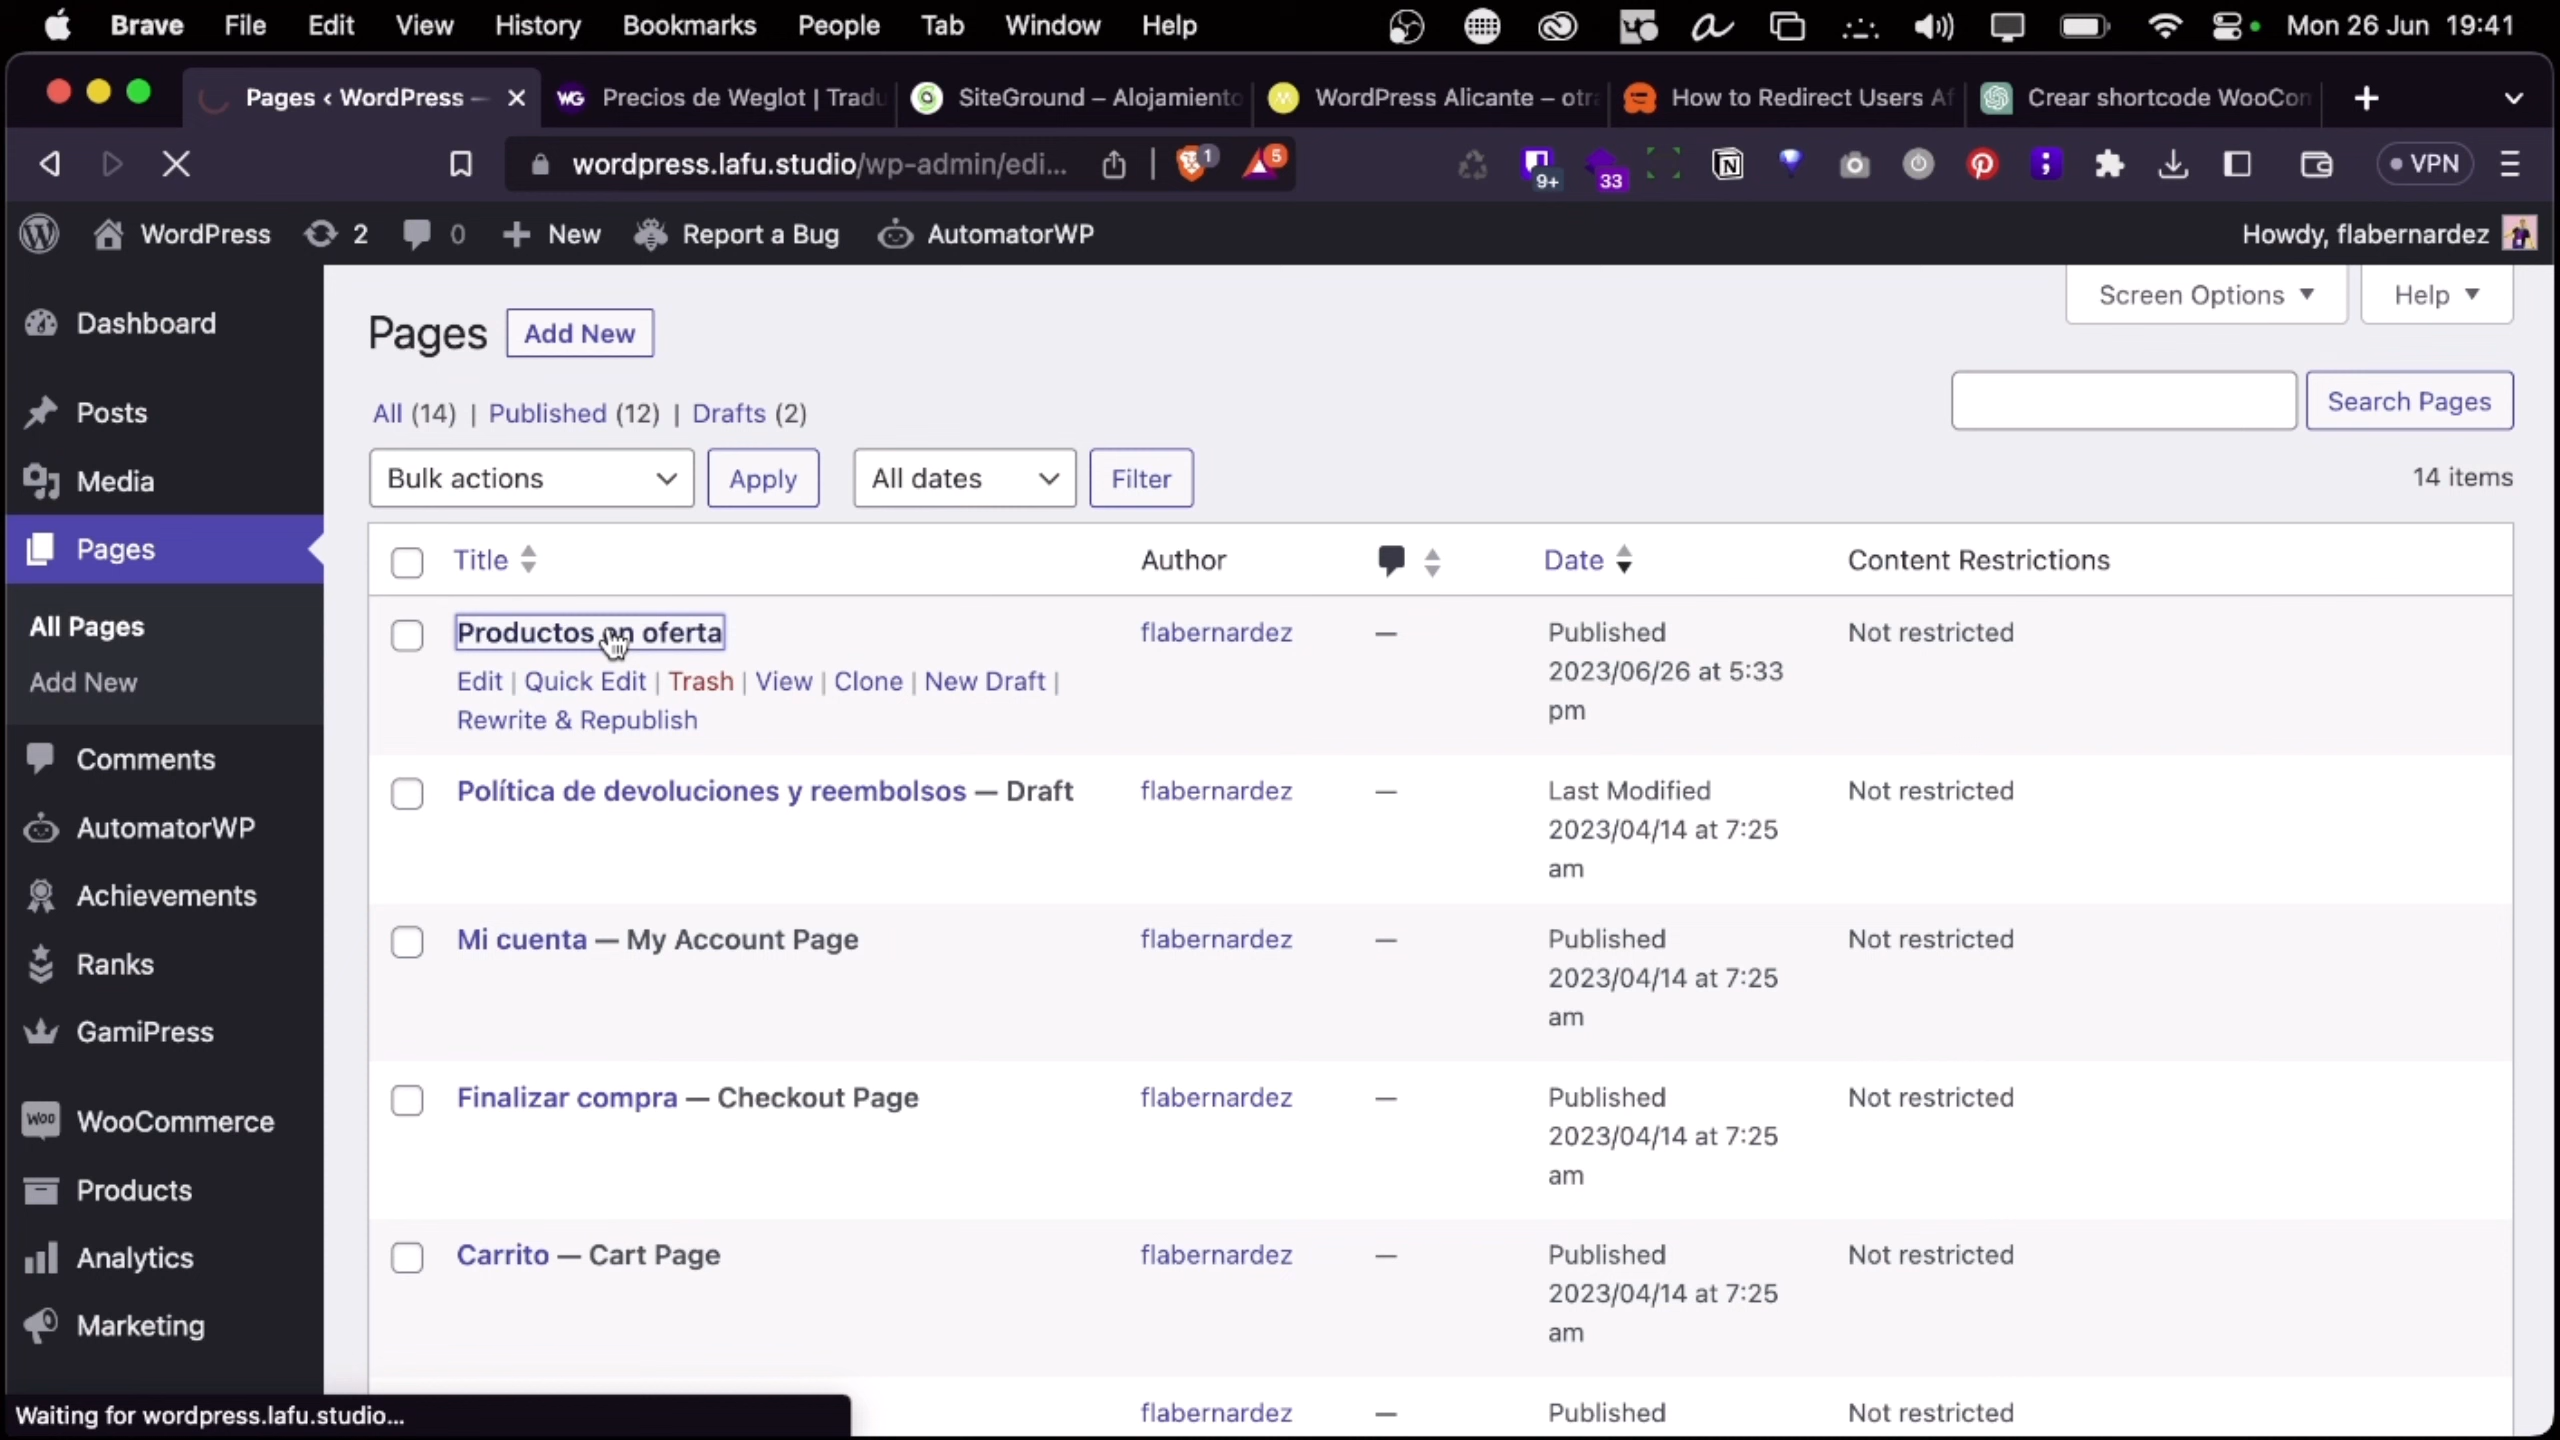 Brave File Edit View History Bookmarks People Tab Window Help Mon 26 Jun 19:41
Pages ‹ WordPress — Precios de Weglot | Tradu SiteGround – Alojamiento WordPress Alicante – otra How to Redirect Users Af Crear shortcode WooCon
wordpress.lafu.studio/wp-admin/edi... 1 5 9+ 33 VPN
WordPress 2 0 New Report a Bug AutomatorWP Howdy, flabernardez
Screen Options Help
Dashboard
Posts
Media
Pages
All Pages
Add New
Comments
AutomatorWP
Achievements
Ranks
GamiPress
WooCommerce
Products
Analytics
Marketing
Pages Add New
All (14) | Published (12) | Drafts (2)
Search Pages
Bulk actions Apply All dates Filter 14 items
Title Author Date Content Restrictions
Productos en oferta flabernardez — Published Not restricted
2023/06/26 at 5:33
pm
Edit | Quick Edit | Trash | View | Clone | New Draft |
Rewrite & Republish
Política de devoluciones y reembolsos — Draft flabernardez — Last Modified Not restricted
2023/04/14 at 7:25
am
Mi cuenta — My Account Page flabernardez — Published Not restricted
2023/04/14 at 7:25
am
Finalizar compra — Checkout Page flabernardez — Published Not restricted
2023/04/14 at 7:25
am
Carrito — Cart Page flabernardez — Published Not restricted
2023/04/14 at 7:25
am
flabernardez — Published Not restricted
Waiting for wordpress.lafu.studio...